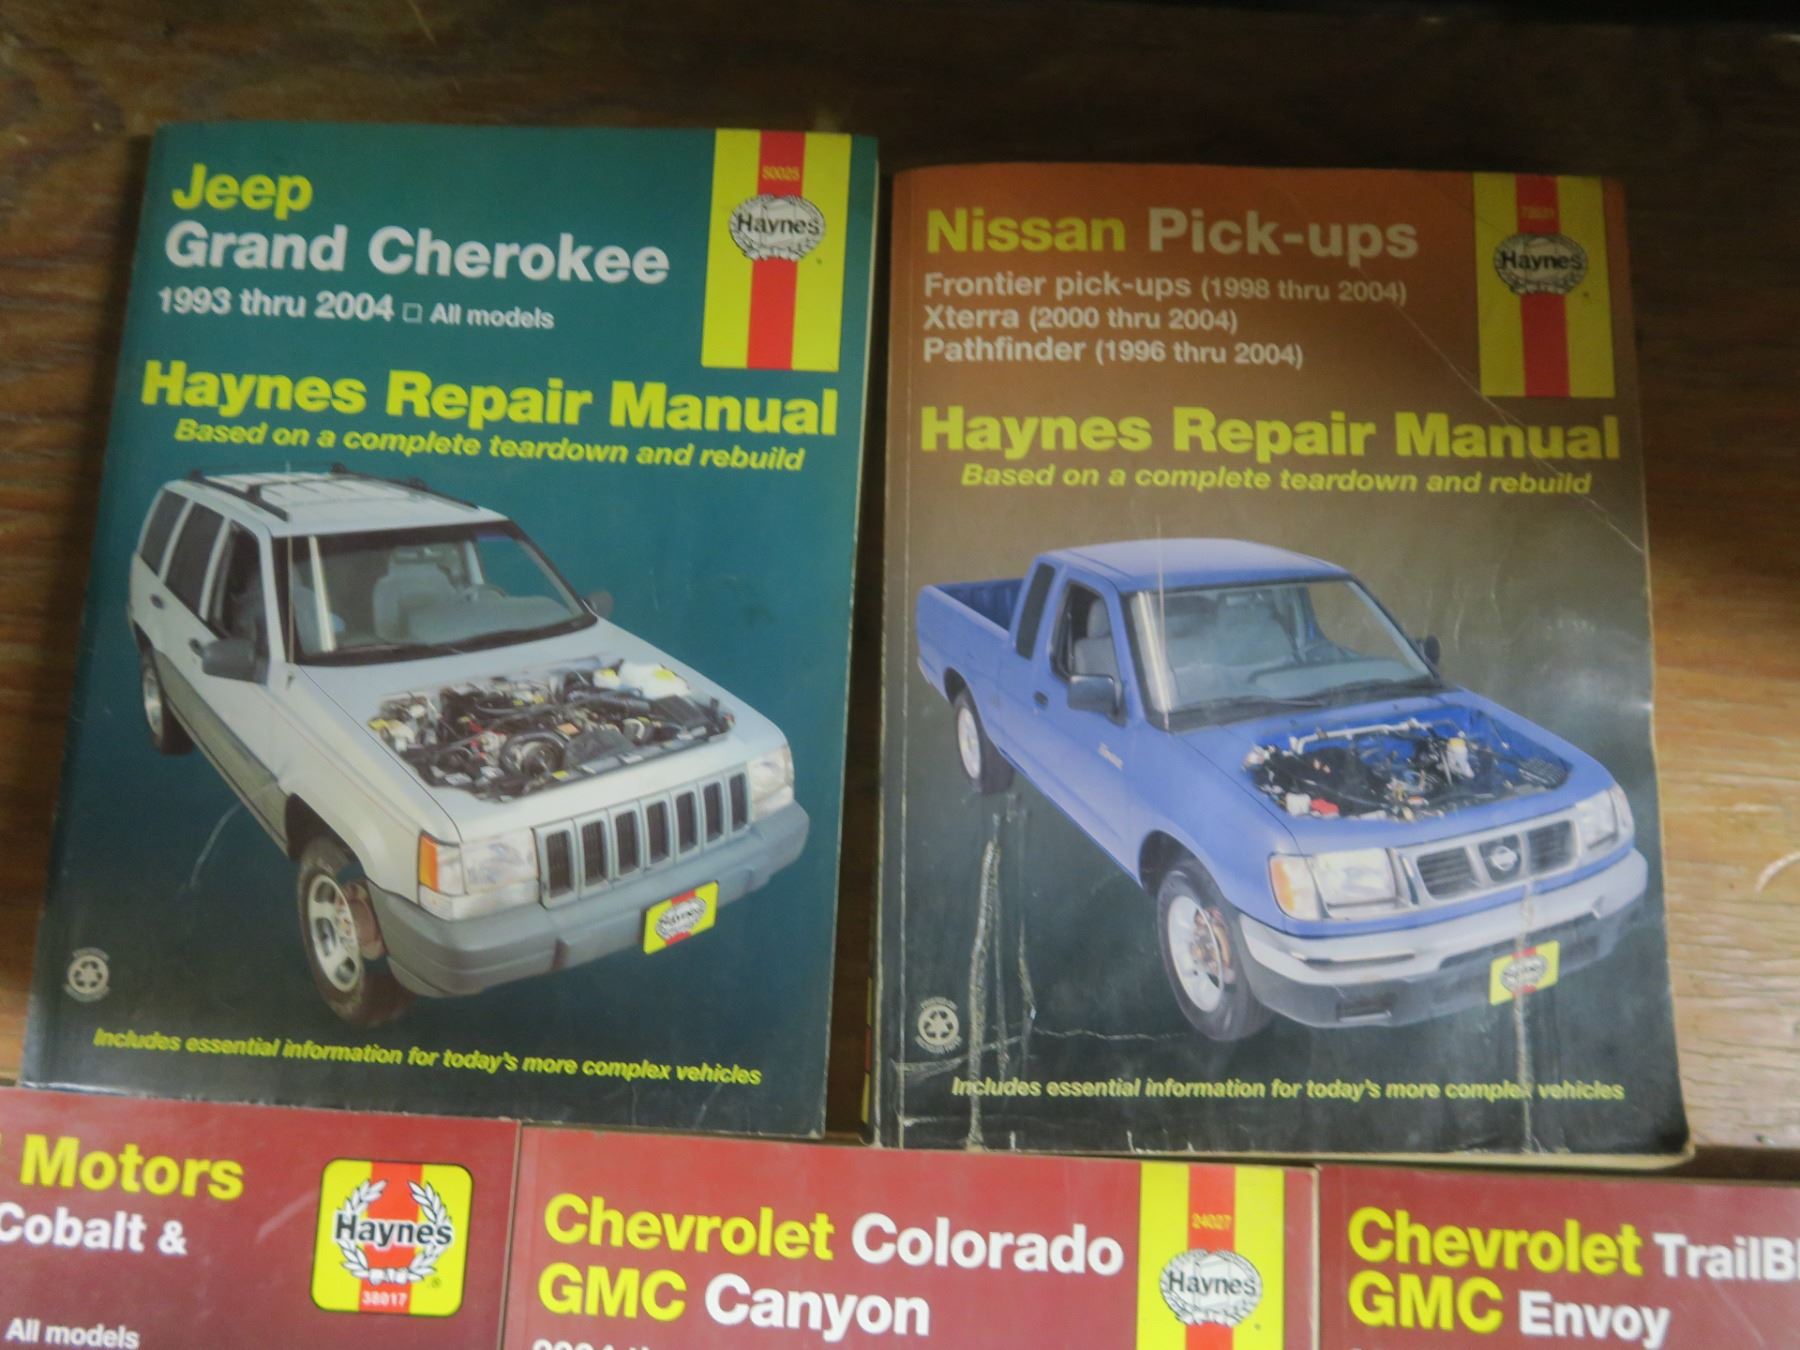 Jeep
Grand Cherokee
1993 thru 2004 □ All models
50025
Haynes
Haynes Repair Manual
Based on a complete teardown and rebuild
Haynes
Includes essential information for today's more complex vehicles
Nissan Pick-ups
Frontier pick-ups (1998 thru 2004)
Xterra (2000 thru 2004)
Pathfinder (1996 thru 2004)
Haynes
Haynes Repair Manual
Based on a complete teardown and rebuild
Haynes
Includes essential information for today's more complex vehicles
Motors
Cobalt &
All models
Haynes
38017
Chevrolet Colorado
GMC Canyon
24027
Haynes
Chevrolet TrailBl
GMC Envoy